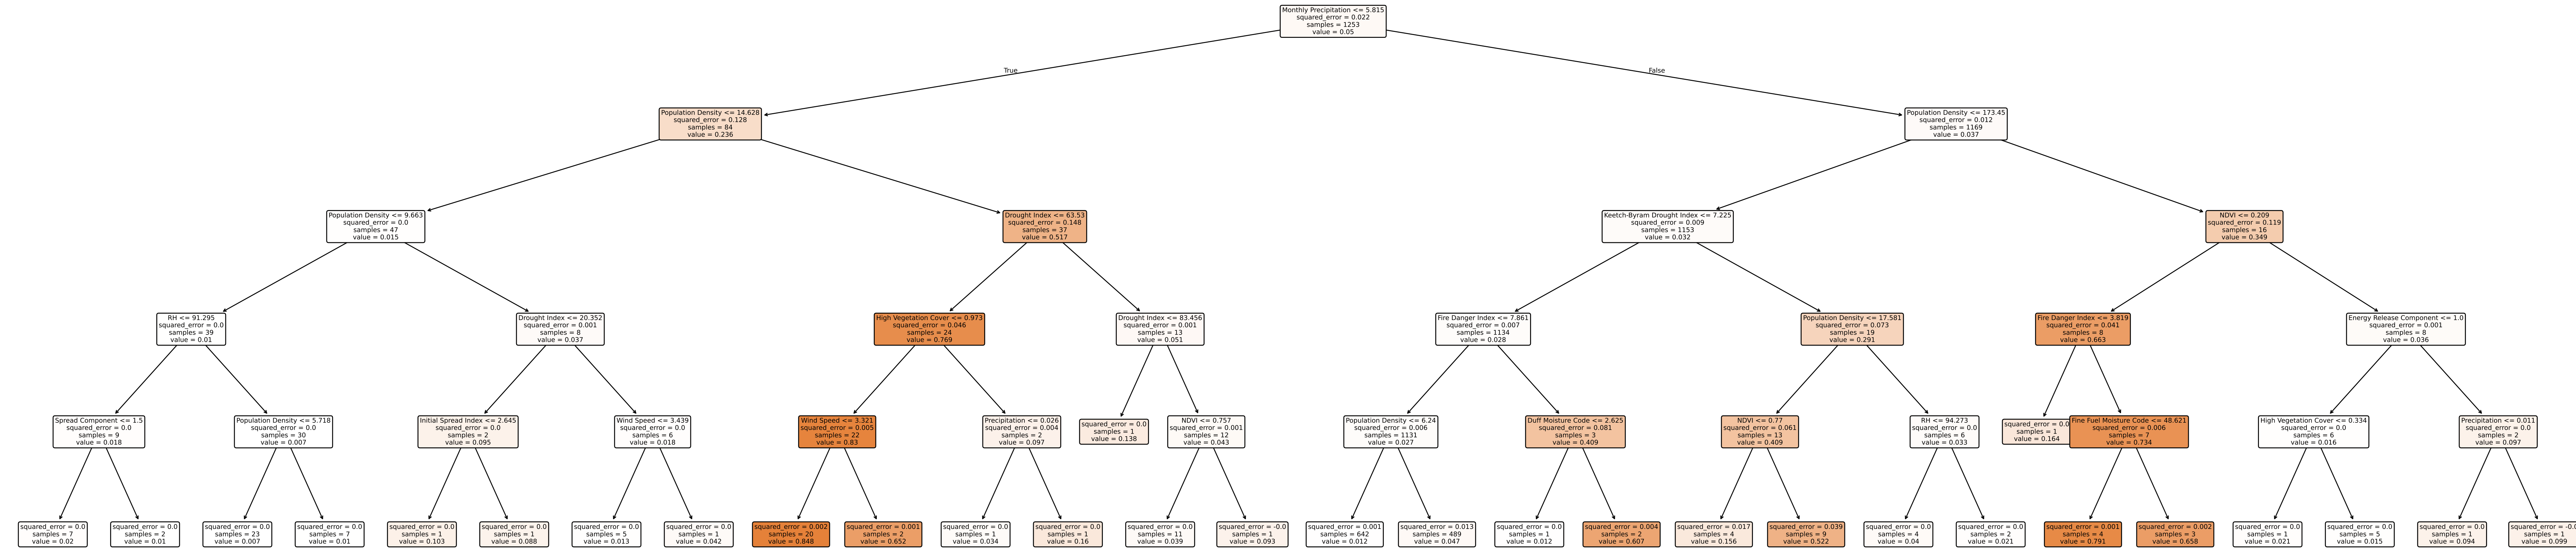 Monthly Precipitation <= 5.815
squared_error = 0.022
samples = 1253
value = 0.05
True
False
Population Density <= 14.628
squared_error = 0.128
samples = 84
value = 0.236
Population Density <= 173.45
squared_error = 0.012
samples = 1169
value = 0.037
Population Density <= 9.663
squared_error = 0.0
samples = 47
value = 0.015
Drought Index <= 63.53
squared_error = 0.148
samples = 37
value = 0.517
Keetch-Byram Drought Index <= 7.225
squared_error = 0.009
samples = 1153
value = 0.032
NDVI <= 0.209
squared_error = 0.119
samples = 16
value = 0.349
RH <= 91.295
squared_error = 0.0
samples = 39
value = 0.01
Drought Index <= 20.352
squared_error = 0.001
samples = 8
value = 0.037
High Vegetation Cover <= 0.973
squared_error = 0.046
samples = 24
value = 0.769
Drought Index <= 83.456
squared_error = 0.001
samples = 13
value = 0.051
Fire Danger Index <= 7.861
squared_error = 0.007
samples = 1134
value = 0.028
Population Density <= 17.581
squared_error = 0.073
samples = 19
value = 0.291
Fire Danger Index <= 3.819
squared_error = 0.041
samples = 8
value = 0.663
Energy Release Component <= 1.0
squared_error = 0.001
samples = 8
value = 0.036
Spread Component <= 1.5
squared_error = 0.0
samples = 9
value = 0.018
Population Density <= 5.718
squared_error = 0.0
samples = 30
value = 0.007
Initial Spread Index <= 2.645
squared_error = 0.0
samples = 2
value = 0.095
Wind Speed <= 3.439
squared_error = 0.0
samples = 6
value = 0.018
Wind Speed <= 3.321
squared_error = 0.005
samples = 22
value = 0.83
Precipitation <= 0.026
squared_error = 0.004
samples = 2
value = 0.097
squared_error = 0.0
samples = 1
value = 0.138
NDVI <= 0.757
squared_error = 0.001
samples = 12
value = 0.043
Population Density <= 6.24
squared_error = 0.006
samples = 1131
value = 0.027
Duff Moisture Code <= 2.625
squared_error = 0.081
samples = 3
value = 0.409
NDVI <= 0.77
squared_error = 0.061
samples = 13
value = 0.409
RH <= 94.273
squared_error = 0.0
samples = 6
value = 0.033
squared_error = 0.0
samples = 1
value = 0.164
Fine Fuel Moisture Code <= 48.621
squared_error = 0.006
samples = 7
value = 0.734
High Vegetation Cover <= 0.334
squared_error = 0.0
samples = 6
value = 0.016
Precipitation <= 0.011
squared_error = 0.0
samples = 2
value = 0.097
squared_error = 0.0
samples = 7
value = 0.02
squared_error = 0.0
samples = 2
value = 0.01
squared_error = 0.0
samples = 23
value = 0.007
squared_error = 0.0
samples = 7
value = 0.01
squared_error = 0.0
samples = 1
value = 0.103
squared_error = 0.0
samples = 1
value = 0.088
squared_error = 0.0
samples = 5
value = 0.013
squared_error = 0.0
samples = 1
value = 0.042
squared_error = 0.002
samples = 20
value = 0.848
squared_error = 0.001
samples = 2
value = 0.652
squared_error = 0.0
samples = 1
value = 0.034
squared_error = 0.0
samples = 1
value = 0.16
squared_error = 0.0
samples = 11
value = 0.039
squared_error = -0.0
samples = 1
value = 0.093
squared_error = 0.001
samples = 642
value = 0.012
squared_error = 0.013
samples = 489
value = 0.047
squared_error = 0.0
samples = 1
value = 0.012
squared_error = 0.004
samples = 2
value = 0.607
squared_error = 0.017
samples = 4
value = 0.156
squared_error = 0.039
samples = 9
value = 0.522
squared_error = 0.0
samples = 4
value = 0.04
squared_error = 0.0
samples = 2
value = 0.021
squared_error = 0.001
samples = 4
value = 0.791
squared_error = 0.002
samples = 3
value = 0.658
squared_error = 0.0
samples = 1
value = 0.021
squared_error = 0.0
samples = 5
value = 0.015
squared_error = 0.0
samples = 1
value = 0.094
squared_error = -0.0
samples = 1
value = 0.099